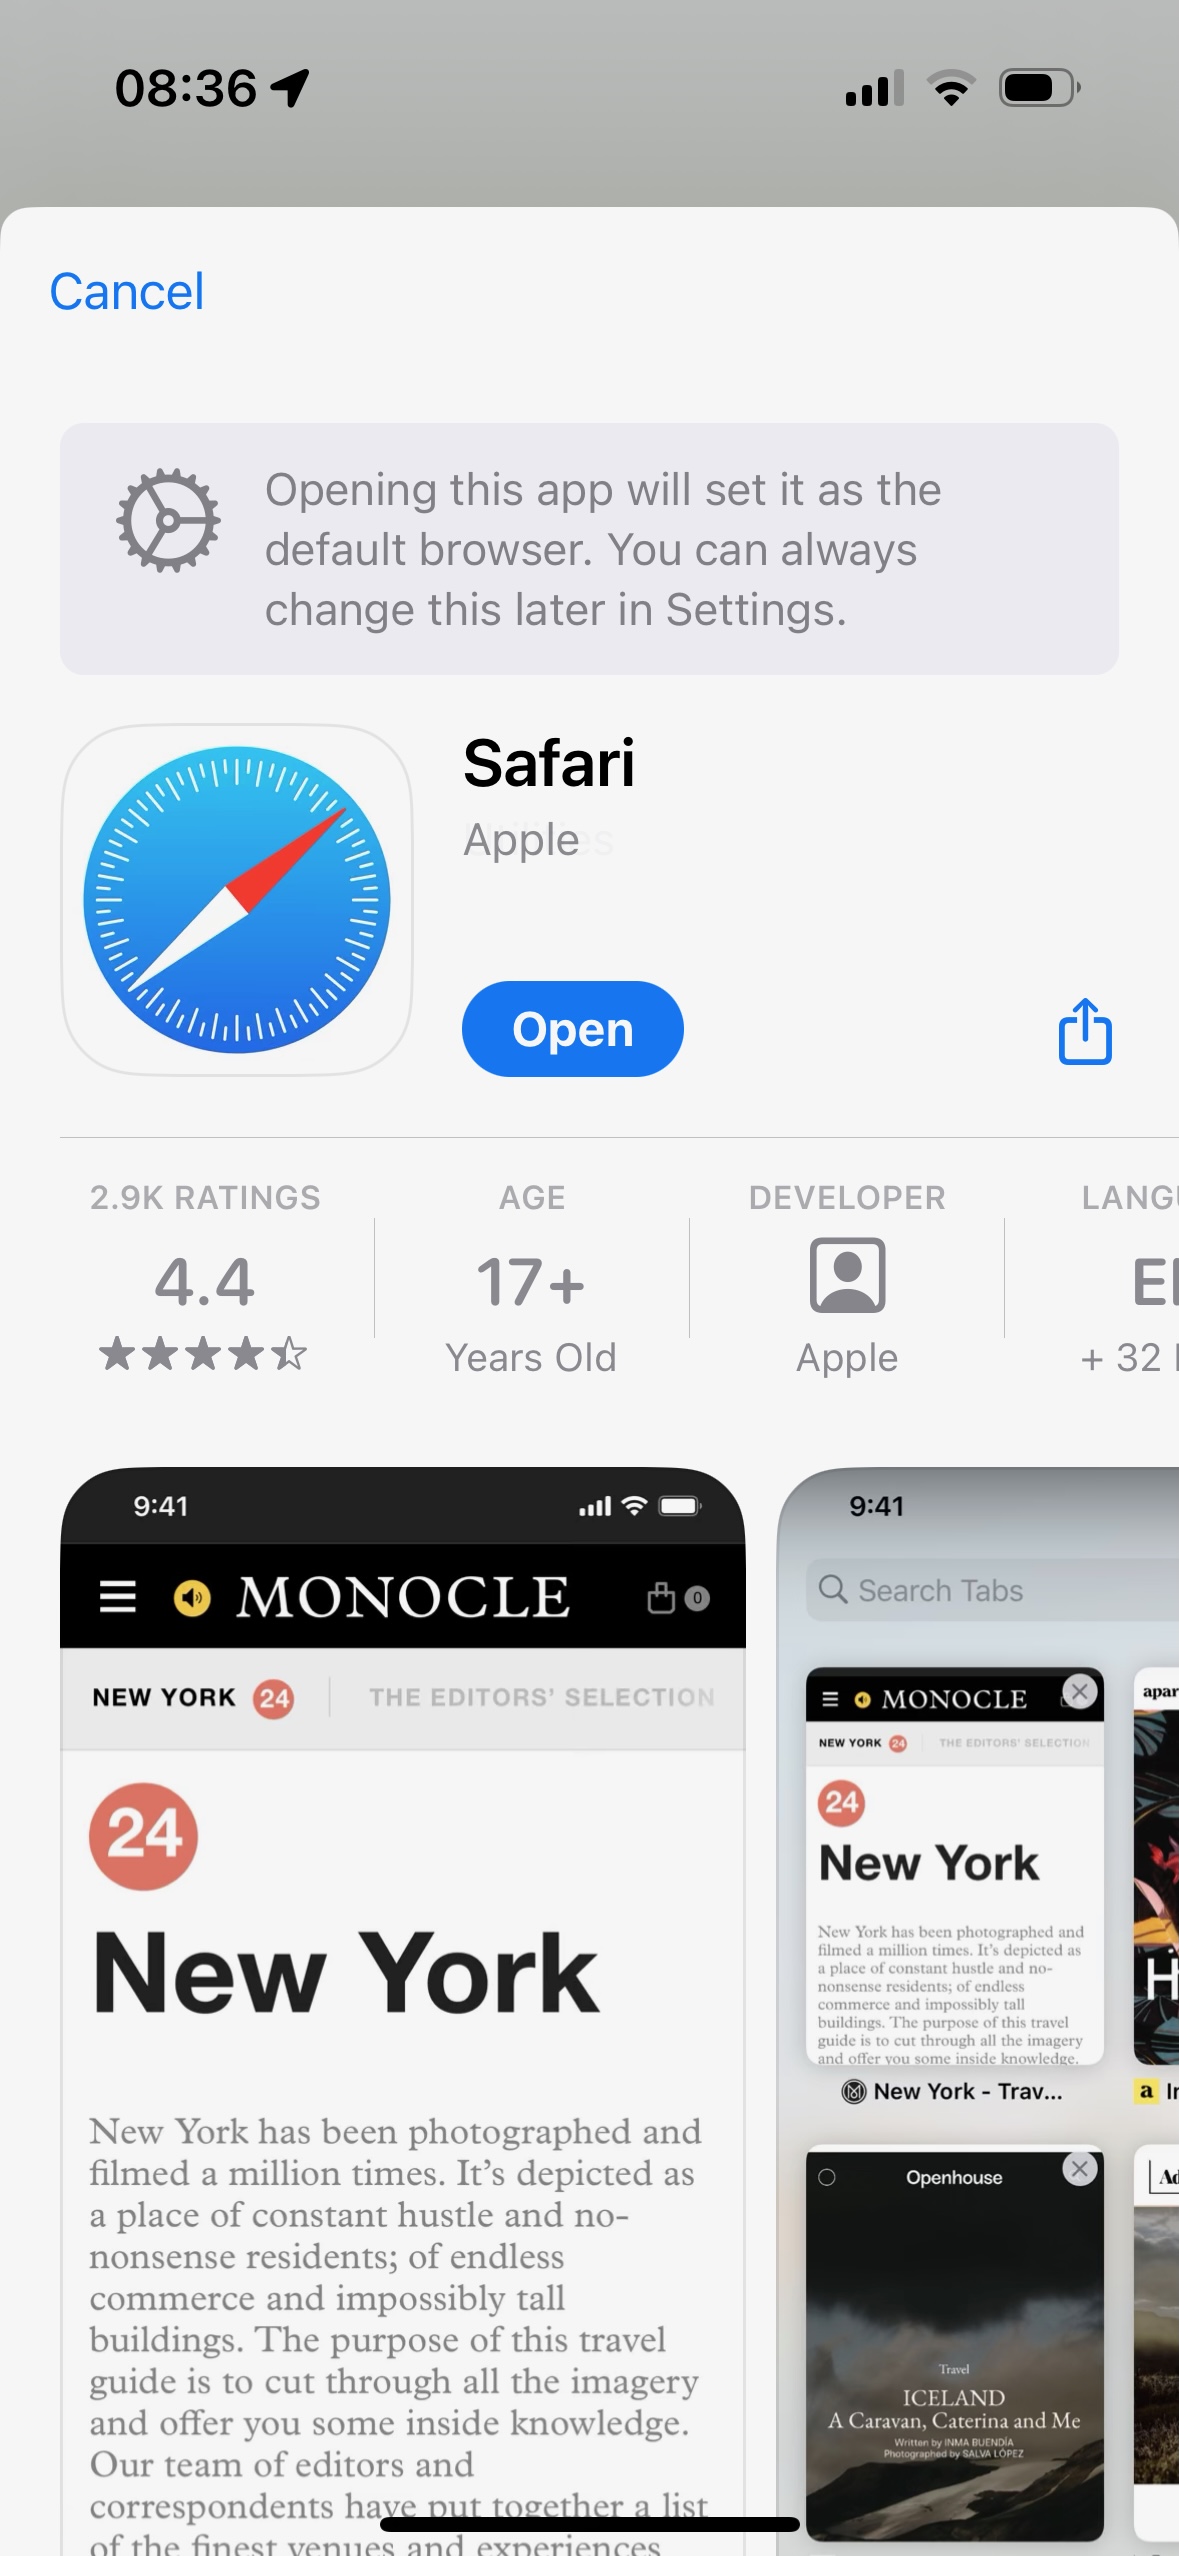 08:36
Cancel
Opening this app will set it as the
default browser. You can always
change this later in Settings.
Safari
Apple
Open
2.9K RATINGS
4.4
AGE
17+
Years Old
DEVELOPER
Apple
LANGU
+ 32
9:41
MONOCLE
0
NEW YORK 24
THE EDITORS’ SELECTION
24
New York
New York has been photographed and
filmed a million times. It’s depicted as
a place of constant hustle and no-
nonsense residents; of endless
commerce and impossibly tall
buildings. The purpose of this travel
guide is to cut through all the imagery
and offer you some inside knowledge.
Our team of editors and
correspondents have put together a list
of the finest venues and experiences
9:41
Search Tabs
MONOCLE
NEW YORK 24
THE EDITORS’ SELECTION
24
New York
New York has been photographed and
filmed a million times. It’s depicted as
a place of constant hustle and no-
nonsense residents; of endless
commerce and impossibly tall
buildings. The purpose of this travel
guide is to cut through all the imagery
and offer you some inside knowledge.
New York - Trav...
apar
H
a
Openhouse
Travel
ICELAND
A Caravan, Caterina and Me
Written by INMA BUENDÍA
Photographed by SALVA LÓPEZ
Ad